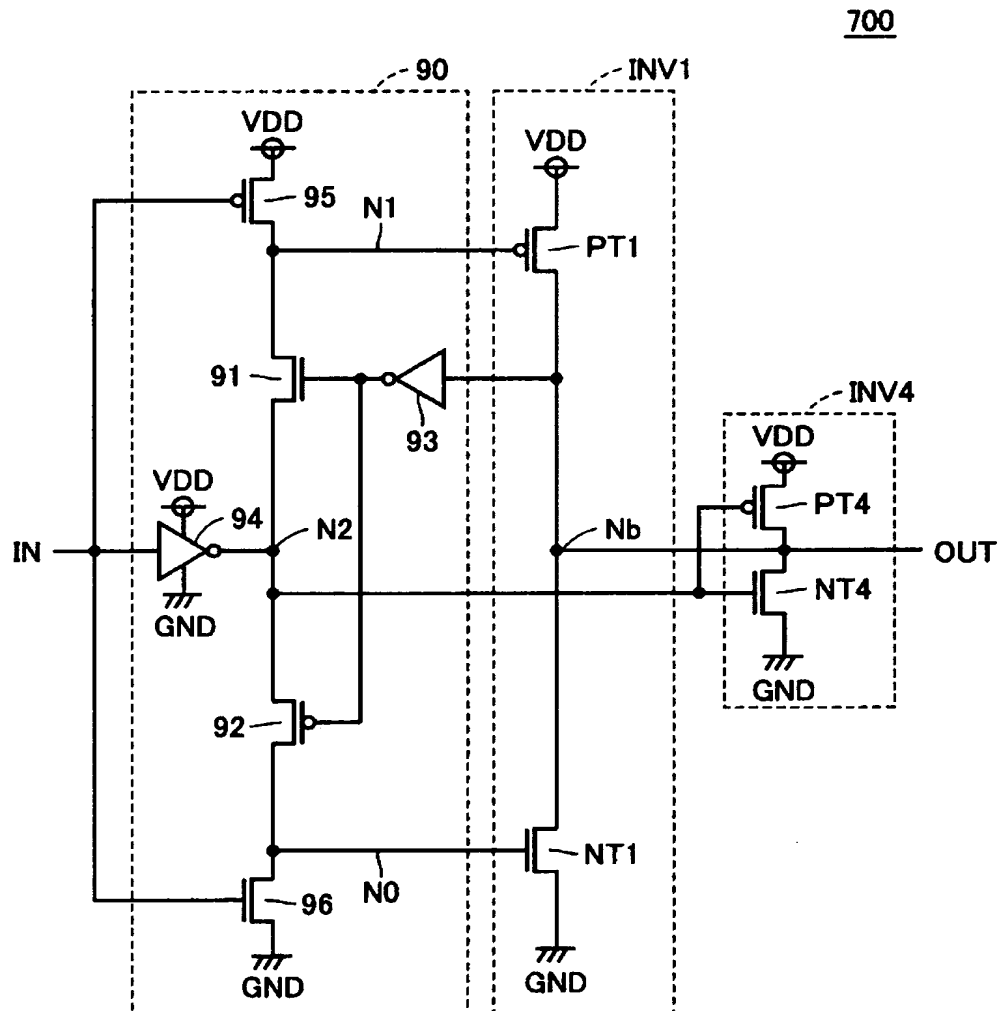 700
90
INV1
VDD
VDD
95
N1
PT1
91
93
INV4
VDD
VDD
94
PT4
IN
N2
Nb
OUT
NT4
GND
GND
92
NT1
N0
96
GND
GND